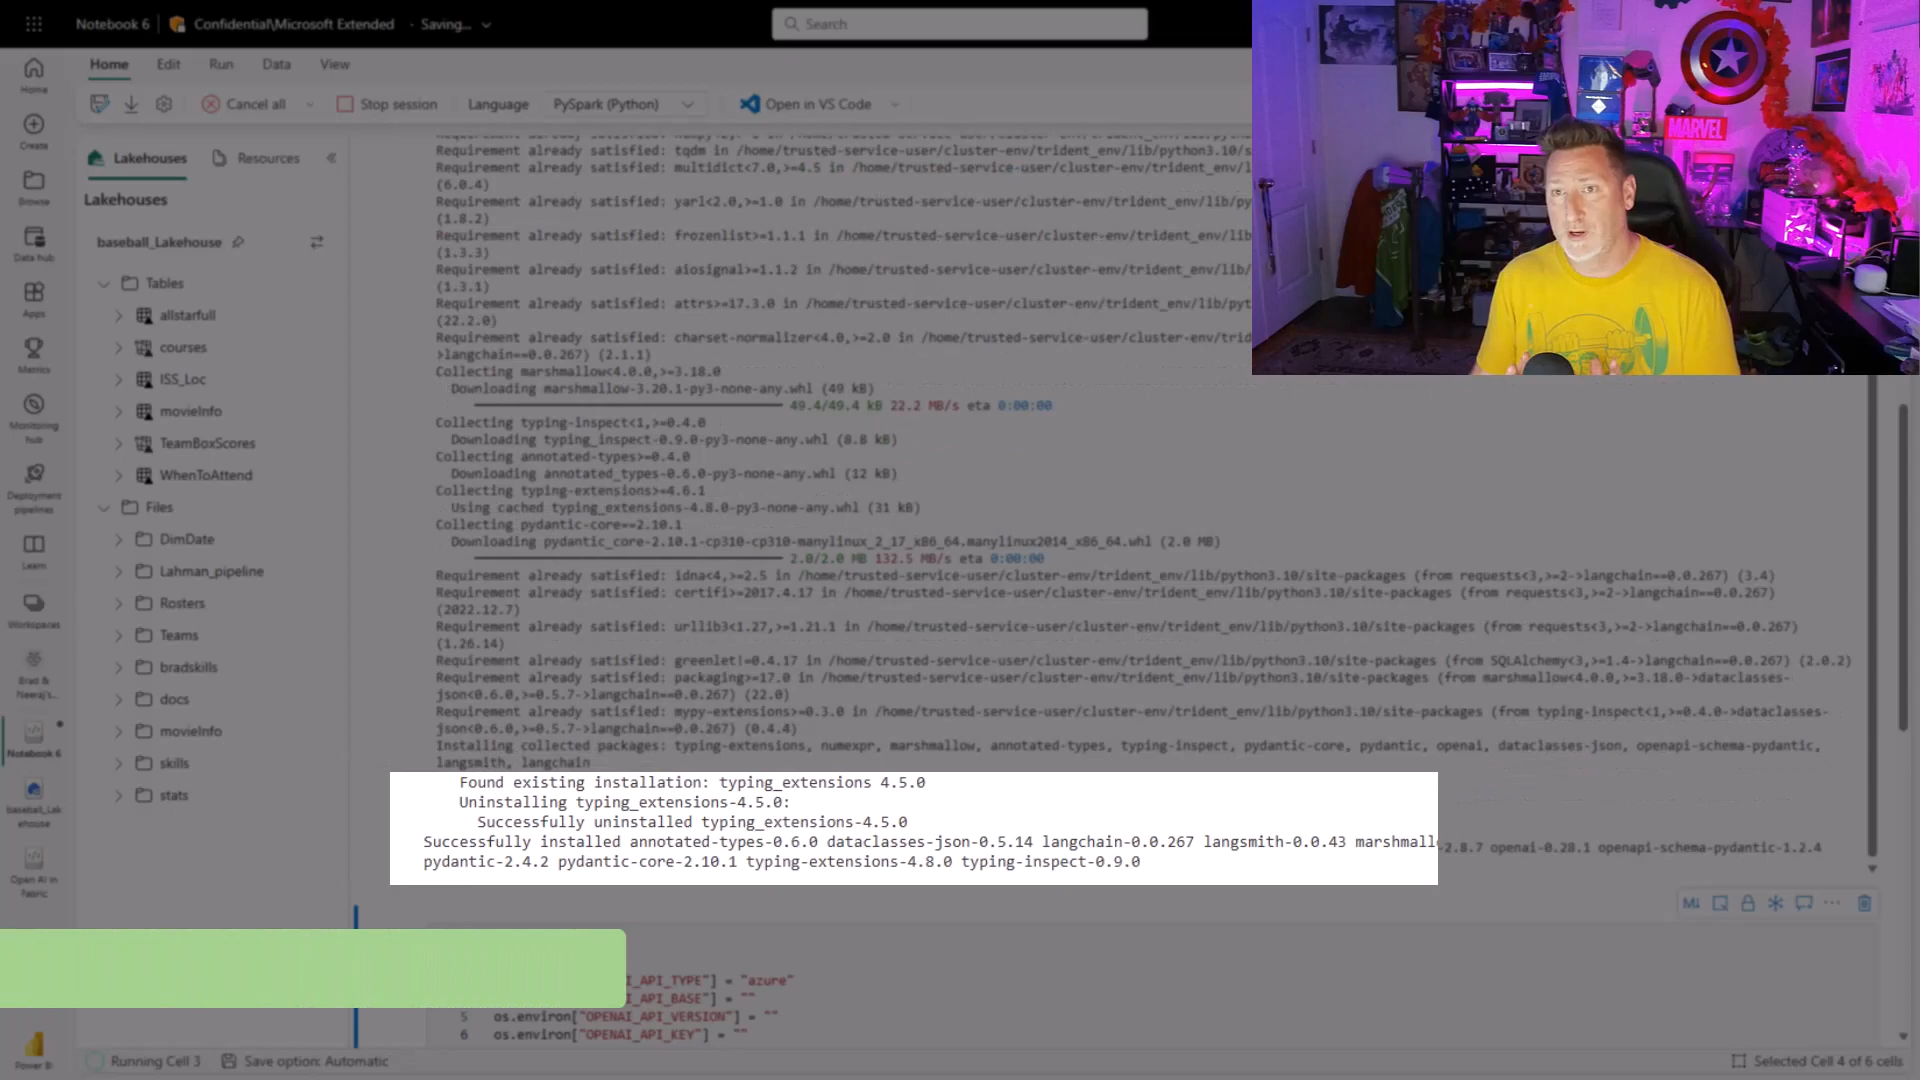 Notebook 6
Confidential\Microsoft Extended
· Saving...
Search
Home Edit Run Data View
Cancel all
Stop session
Language
PySpark (Python)
Open in VS Code
Home
Create
Browse
Data hub
Apps
Metrics
Monitoring
hub
Deployment
pipelines
Learn
Workspaces
Brad &
Neeraj's...
Notebook 6
baseball_Lak
ehouse
Open AI in
Fabric
Power BI
Lakehouses Resources
Lakehouses
baseball_Lakehouse
Tables
allstarfull
courses
ISS_Loc
movieInfo
TeamBoxScores
WhenToAttend
Files
DimDate
Lahman_pipeline
Rosters
Teams
bradskills
docs
movieInfo
skills
stats
Requirement already satisfied: tqdm in /home/trusted-service-user/cluster-env/trident_env/lib/python3.10/s
Requirement already satisfied: multidict<7.0,>=4.5 in /home/trusted-service-user/cluster-env/trident_env/l
(6.0.4)
Requirement already satisfied: yarl<2.0,>=1.0 in /home/trusted-service-user/cluster-env/trident_env/lib/py
(1.8.2)
Requirement already satisfied: frozenlist>=1.1.1 in /home/trusted-service-user/cluster-env/trident_env/lib
(1.3.3)
Requirement already satisfied: aiosignal>=1.1.2 in /home/trusted-service-user/cluster-env/trident_env/lib/
(1.3.1)
Requirement already satisfied: attrs>=17.3.0 in /home/trusted-service-user/cluster-env/trident_env/lib/pyt
(22.2.0)
Requirement already satisfied: charset-normalizer<4.0,>=2.0 in /home/trusted-service-user/cluster-env/trid
>langchain==0.0.267) (2.1.1)
Collecting marshmallow<4.0.0,>=3.18.0
Downloading marshmallow-3.20.1-py3-none-any.whl (49 kB)
49.4/49.4 kB 22.2 MB/s eta 0:00:00
Collecting typing-inspect<1,>=0.4.0
Downloading typing_inspect-0.9.0-py3-none-any.whl (8.8 kB)
Collecting annotated-types>=0.4.0
Downloading annotated_types-0.6.0-py3-none-any.whl (12 kB)
Collecting typing-extensions>=4.6.1
Using cached typing_extensions-4.8.0-py3-none-any.whl (31 kB)
Collecting pydantic-core==2.10.1
Downloading pydantic_core-2.10.1-cp310-cp310-manylinux_2_17_x86_64.manylinux2014_x86_64.whl (2.0 MB)
2.0/2.0 MB 132.5 MB/s eta 0:00:00
Requirement already satisfied: idna<4,>=2.5 in /home/trusted-service-user/cluster-env/trident_env/lib/python3.10/site-packages (from requests<3,>=2->langchain==0.0.267) (3.4)
Requirement already satisfied: certifi>=2017.4.17 in /home/trusted-service-user/cluster-env/trident_env/lib/python3.10/site-packages (from requests<3,>=2->langchain==0.0.267)
(2022.12.7)
Requirement already satisfied: urllib3<1.27,>=1.21.1 in /home/trusted-service-user/cluster-env/trident_env/lib/python3.10/site-packages (from requests<3,>=2->langchain==0.0.267)
(1.26.14)
Requirement already satisfied: greenlet!=0.4.17 in /home/trusted-service-user/cluster-env/trident_env/lib/python3.10/site-packages (from SQLAlchemy<3,>=1.4->langchain==0.0.267) (2.0.2)
Requirement already satisfied: packaging>=17.0 in /home/trusted-service-user/cluster-env/trident_env/lib/python3.10/site-packages (from marshmallow<4.0.0,>=3.18.0->dataclasses-
json<0.6.0,>=0.5.7->langchain==0.0.267) (22.0)
Requirement already satisfied: mypy-extensions>=0.3.0 in /home/trusted-service-user/cluster-env/trident_env/lib/python3.10/site-packages (from typing-inspect<1,>=0.4.0->dataclasses-
json<0.6.0,>=0.5.7->langchain==0.0.267) (0.4.4)
Installing collected packages: typing-extensions, numexpr, marshmallow, annotated-types, typing-inspect, pydantic-core, pydantic, openai, dataclasses-json, openapi-schema-pydantic,
langsmith, langchain
Found existing installation: typing_extensions 4.5.0
Uninstalling typing_extensions-4.5.0:
Successfully uninstalled typing_extensions-4.5.0
Successfully installed annotated-types-0.6.0 dataclasses-json-0.5.14 langchain-0.0.267 langsmith-0.0.43 marshmall
-2.8.7 openai-0.28.1 openapi-schema-pydantic-1.2.4
pydantic-2.4.2 pydantic-core-2.10.1 typing-extensions-4.8.0 typing-inspect-0.9.0
I_API_TYPE"] = "azure"
I_API_BASE"] = ""
5 os.environ["OPENAI_API_VERSION"] = ""
6 os.environ["OPENAI_API_KEY"] = ""
M↓
Running Cell 3
Save option: Automatic
Selected Cell 4 of 6 cells
MARVEL